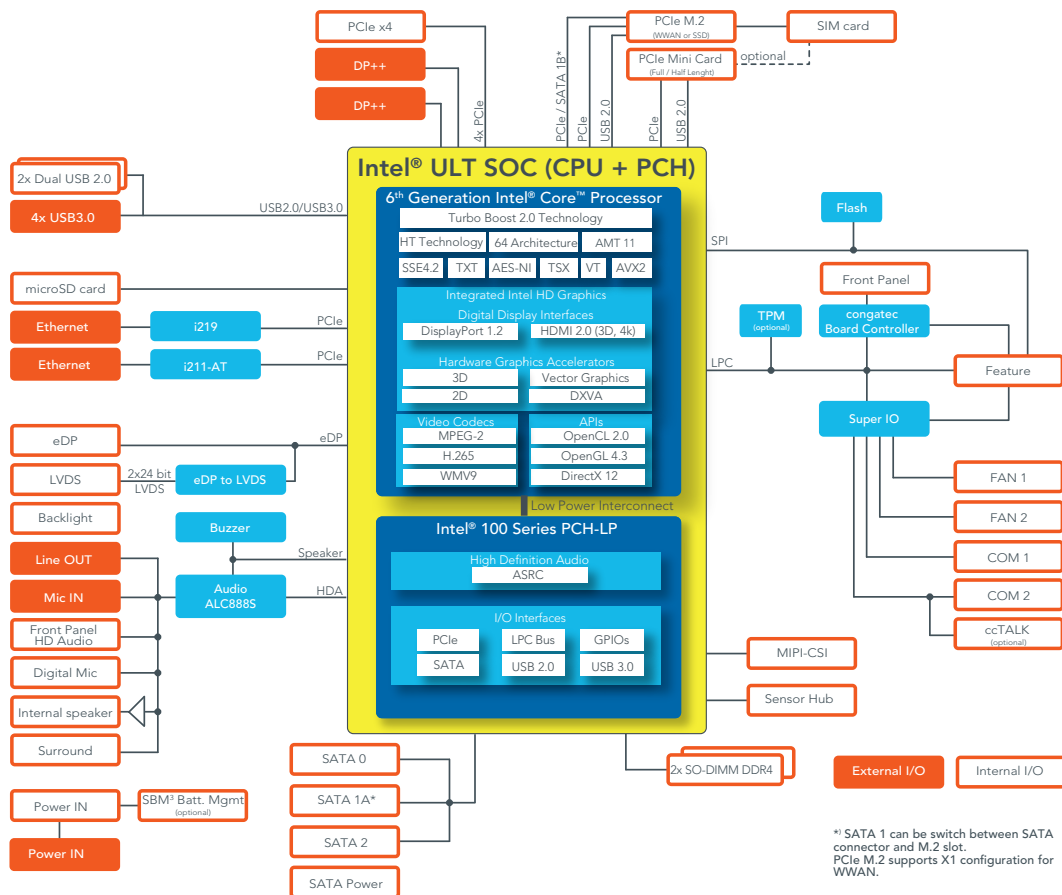 PCIe x4
DP++
DP++
4x PCIe
PCIe / SATA 1B*
PCIe
USB 2.0
PCIe
USB 2.0
PCIe M.2
(WWAN or SSD)
SIM card
PCIe Mini Card
(Full / Half Lenght)
optional
Intel® ULT SOC (CPU + PCH)
6th Generation Intel® Core™ Processor
Turbo Boost 2.0 Technology
HT Technology
64 Architecture
AMT 11
SSE4.2
TXT
AES-NI
TSX
VT
AVX2
Integrated Intel HD Graphics
Digital Display Interfaces
DisplayPort 1.2
HDMI 2.0 (3D, 4k)
Hardware Graphics Accelerators
3D
Vector Graphics
2D
DXVA
Video Codecs
MPEG-2
H.265
WMV9
APIs
OpenCL 2.0
OpenGL 4.3
DirectX 12
Low Power Interconnect
Intel® 100 Series PCH-LP
High Definition Audio
ASRC
I/O Interfaces
PCIe
LPC Bus
GPIOs
SATA
USB 2.0
USB 3.0
2x Dual USB 2.0
4x USB3.0
USB2.0/USB3.0
microSD card
Ethernet
i219
PCIe
Ethernet
i211-AT
PCIe
eDP
eDP
LVDS
2x24 bit
LVDS
eDP to LVDS
Backlight
Buzzer
Speaker
Line OUT
Mic IN
Audio
ALC888S
HDA
Front Panel
HD Audio
Digital Mic
Internal speaker
Surround
Power IN
SBM³ Batt. Mgmt
(optional)
Power IN
SATA 0
SATA 1A*
SATA 2
SATA Power
2x SO-DIMM DDR4
SPI
Flash
Front Panel
TPM
(optional)
congatec
Board Controller
LPC
Feature
Super IO
FAN 1
FAN 2
COM 1
COM 2
ccTALK
(optional)
MIPI-CSI
Sensor Hub
External I/O
Internal I/O
*) SATA 1 can be switch between SATA
connector and M.2 slot.
PCIe M.2 supports X1 configuration for
WWAN.